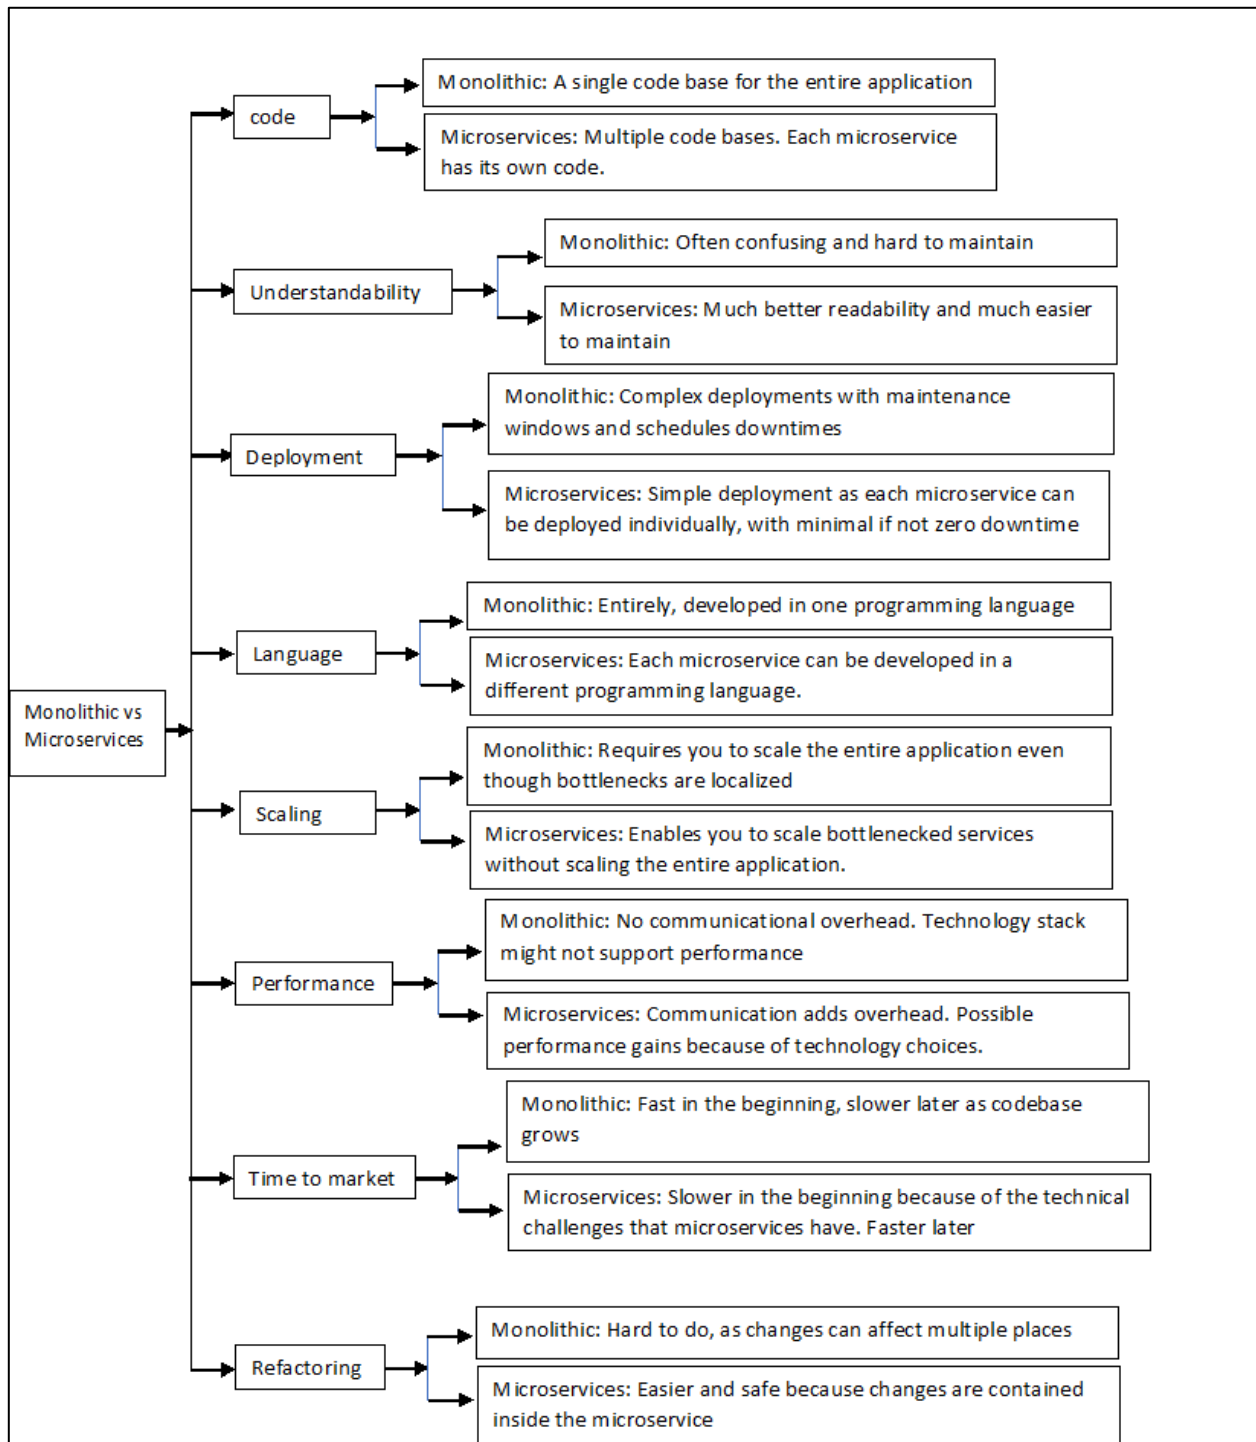 Monolithic vs
Microservices
code
Monolithic: A single code base for the entire application
Microservices: Multiple code bases. Each microservice
has its own code.
Understandability
Monolithic: Often confusing and hard to maintain
Microservices: Much better readability and much easier
to maintain
Deployment
Monolithic: Complex deployments with maintenance
windows and schedules downtimes
Microservices: Simple deployment as each microservice can
be deployed individually, with minimal if not zero downtime
Language
Monolithic: Entirely, developed in one programming language
Microservices: Each microservice can be developed in a
different programming language.
Scaling
Monolithic: Requires you to scale the entire application even
though bottlenecks are localized
Microservices: Enables you to scale bottlenecked services
without scaling the entire application.
Performance
Monolithic: No communicational overhead. Technology stack
might not support performance
Microservices: Communication adds overhead. Possible
performance gains because of technology choices.
Time to market
Monolithic: Fast in the beginning, slower later as codebase
grows
Microservices: Slower in the beginning because of the technical
challenges that microservices have. Faster later
Refactoring
Monolithic: Hard to do, as changes can affect multiple places
Microservices: Easier and safe because changes are contained
inside the microservice